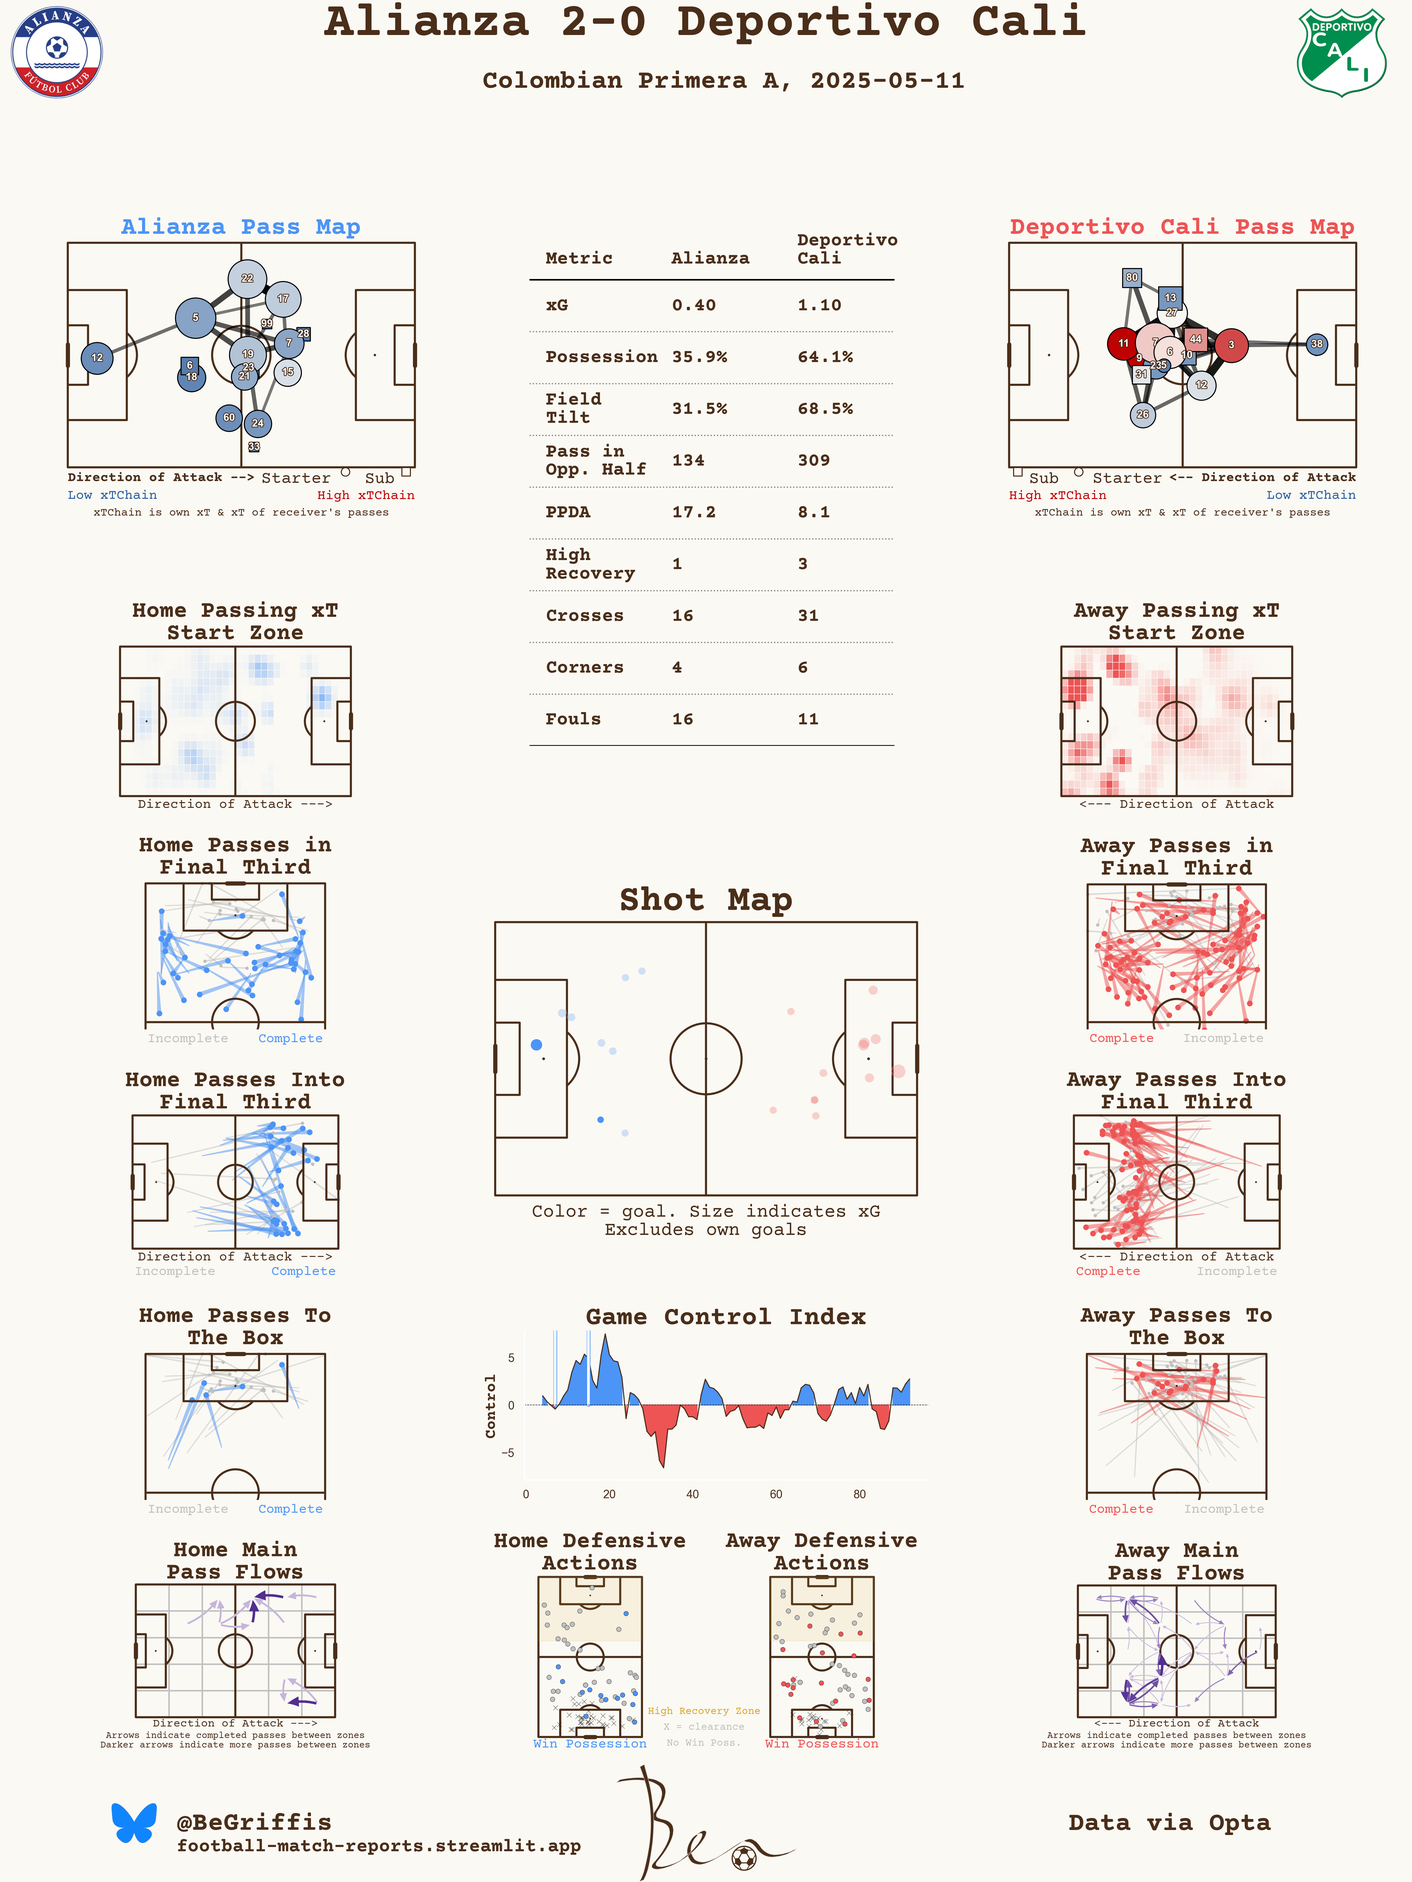 Alianza 2-0 Deportivo Cali
Colombian Primera A, 2025-05-11
ALIANZA
FÚTBOL CLUB
DEPORTIVO
CALI
Alianza Pass Map
22
17
5
99
28
7
12
19
23
6
18
21
15
60
24
33
Direction of Attack --> Starter Sub
Low xTChain High xTChain
xTChain is own xT & xT of receiver's passes
Metric Alianza Deportivo Cali
xG 0.40 1.10
Possession 35.9% 64.1%
Field Tilt 31.5% 68.5%
Pass in Opp. Half 134 309
PPDA 17.2 8.1
High Recovery 1 3
Crosses 16 31
Corners 4 6
Fouls 16 11
Deportivo Cali Pass Map
80
13
27
11
7
44
3
38
9
6
10
31
12
26
Sub Starter <-- Direction of Attack
High xTChain Low xTChain
xTChain is own xT & xT of receiver's passes
Home Passing xT
Start Zone
Direction of Attack --->
Away Passing xT
Start Zone
<--- Direction of Attack
Home Passes in
Final Third
Incomplete Complete
Away Passes in
Final Third
Complete Incomplete
Shot Map
Color = goal. Size indicates xG
Excludes own goals
Home Passes Into
Final Third
Direction of Attack --->
Incomplete Complete
Away Passes Into
Final Third
<--- Direction of Attack
Complete Incomplete
Home Passes To
The Box
Incomplete Complete
Game Control Index
Control
5
0
−5
0 20 40 60 80
Away Passes To
The Box
Complete Incomplete
Home Main
Pass Flows
Direction of Attack --->
Arrows indicate completed passes between zones
Darker arrows indicate more passes between zones
Home Defensive
Actions
Win Possession
High Recovery Zone
X = clearance
No Win Poss.
Away Defensive
Actions
Win Possession
Away Main
Pass Flows
<--- Direction of Attack
Arrows indicate completed passes between zones
Darker arrows indicate more passes between zones
@BeGriffis
football-match-reports.streamlit.app
Ben
Data via Opta